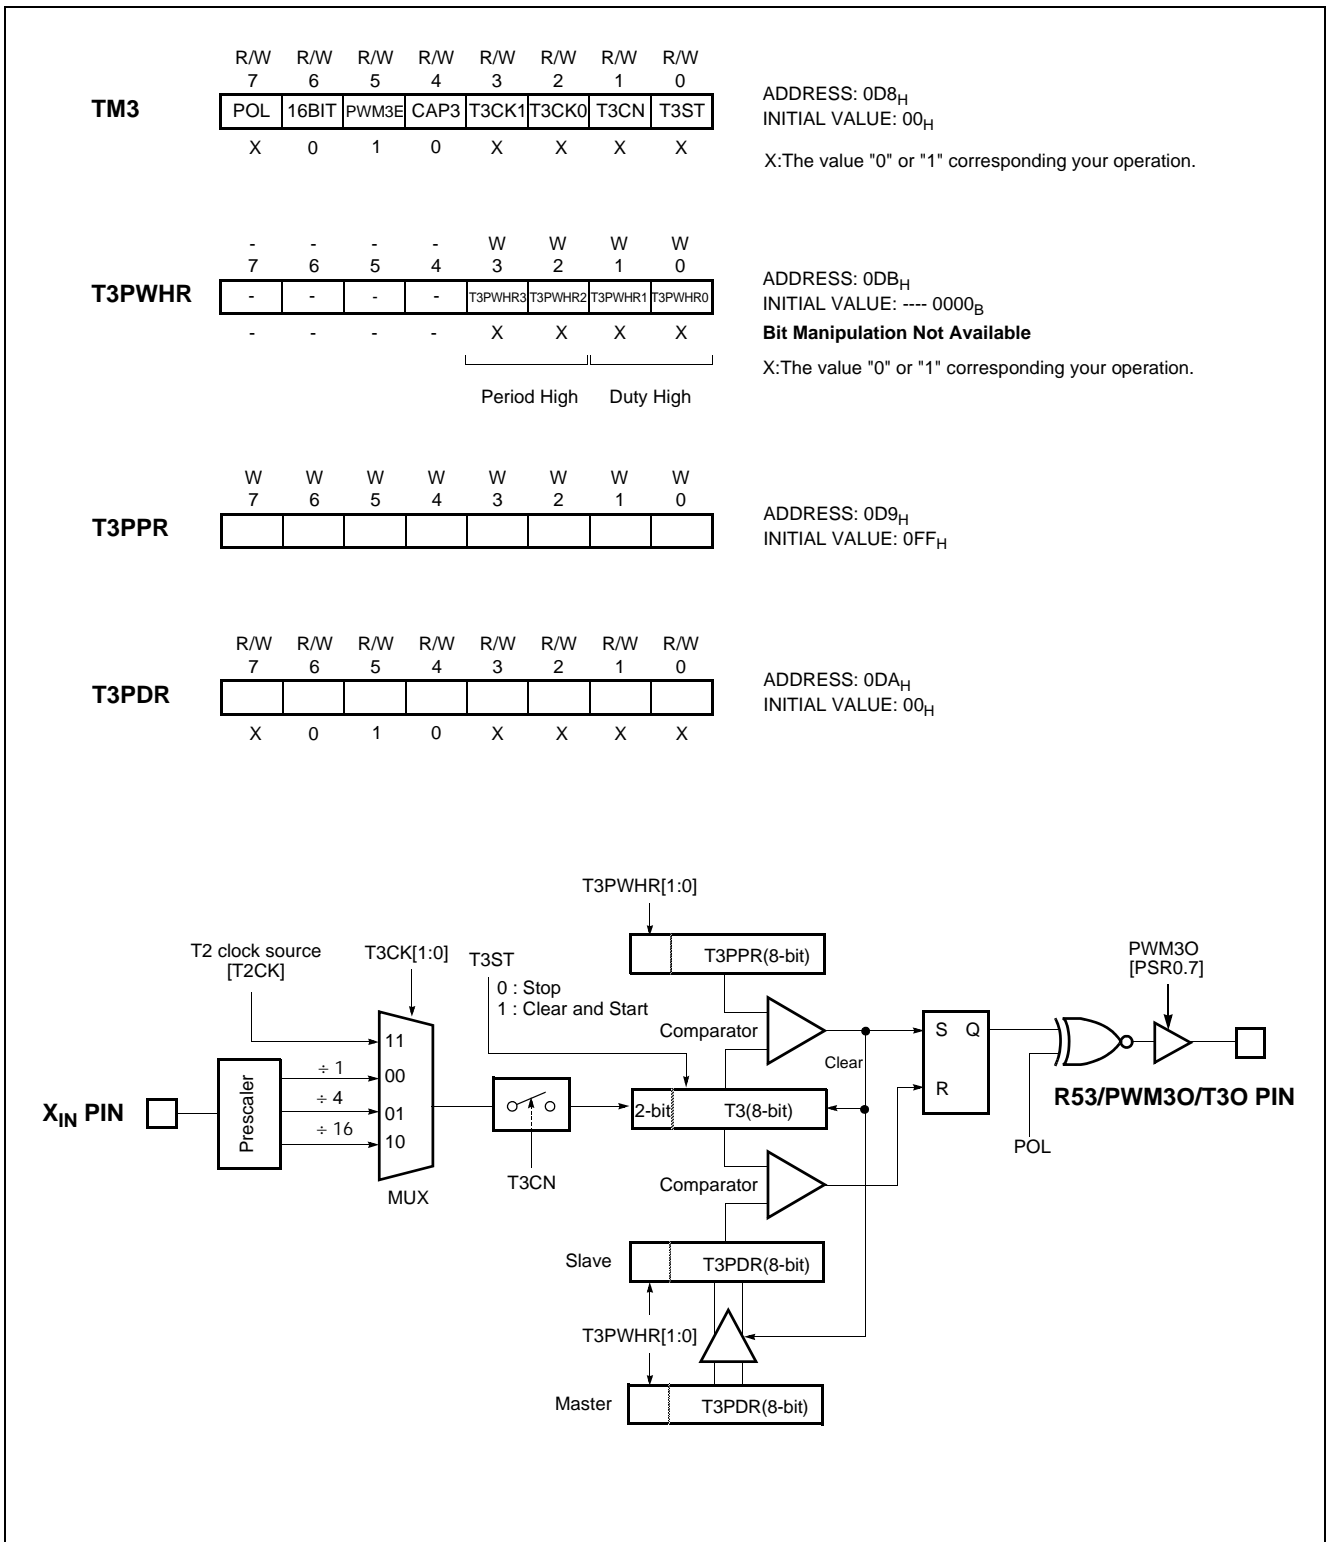 R/W R/W R/W R/W R/W R/W R/W R/W
7 6 5 4 3 2 1 0
TM3 POL 16BIT PWM3E CAP3 T3CK1 T3CK0 T3CN T3ST
X 0 1 0 X X X X
ADDRESS: 0D8H
INITIAL VALUE: 00H
X:The value "0" or "1" corresponding your operation.
- - - - W W W W
7 6 5 4 3 2 1 0
T3PWHR - - - - T3PWHR3 T3PWHR2 T3PWHR1 T3PWHR0
- - - - X X X X
Period High Duty High
ADDRESS: 0DBH
INITIAL VALUE: ---- 0000B
Bit Manipulation Not Available
X:The value "0" or "1" corresponding your operation.
W W W W W W W W
7 6 5 4 3 2 1 0
T3PPR
ADDRESS: 0D9H
INITIAL VALUE: 0FFH
R/W R/W R/W R/W R/W R/W R/W R/W
7 6 5 4 3 2 1 0
T3PDR
X 0 1 0 X X X X
ADDRESS: 0DAH
INITIAL VALUE: 00H
T3PWHR[1:0]
T2 clock source
[T2CK]
T3CK[1:0]
T3ST
0 : Stop
1 : Clear and Start
T3PPR(8-bit)
PWM3O
[PSR0.7]
Comparator
Clear
S Q
R
11
÷ 1
00
÷ 4
01
÷ 16
10
XIN PIN
Prescaler
MUX
T3CN
2-bit T3(8-bit)
POL
R53/PWM3O/T3O PIN
Comparator
Slave T3PDR(8-bit)
T3PWHR[1:0]
Master T3PDR(8-bit)